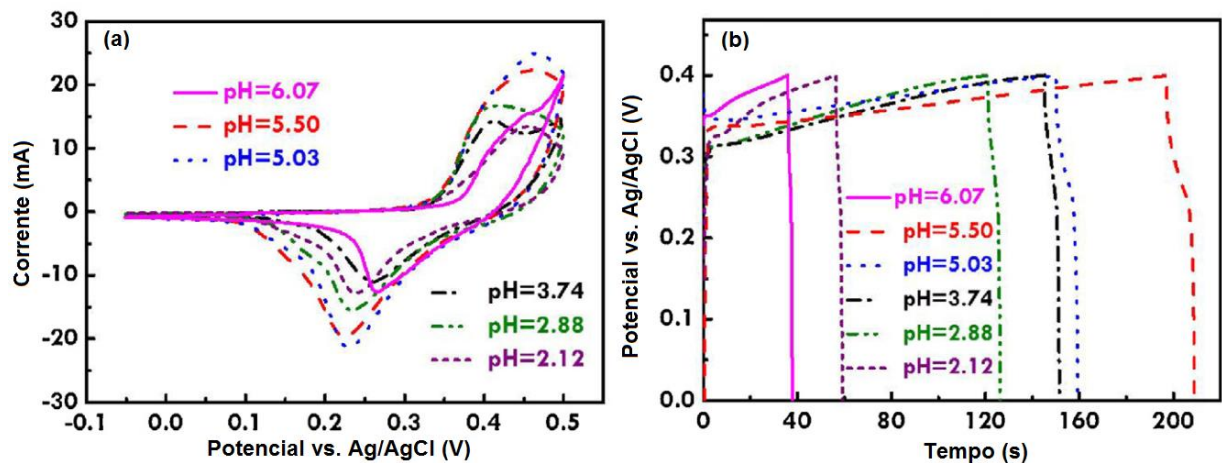 (a)
pH=6.07
pH=5.50
pH=5.03
pH=3.74
pH=2.88
pH=2.12
30
20
10
0
-10
-20
-30
Corrente (mA)
-0.1 0.0 0.1 0.2 0.3 0.4 0.5
Potencial vs. Ag/AgCl (V)
(b)
pH=6.07
pH=5.50
pH=5.03
pH=3.74
pH=2.88
pH=2.12
0.4
0.3
0.2
0.1
0.0
Potencial vs. Ag/AgCl (V)
0 40 80 120 160 200
Tempo (s)